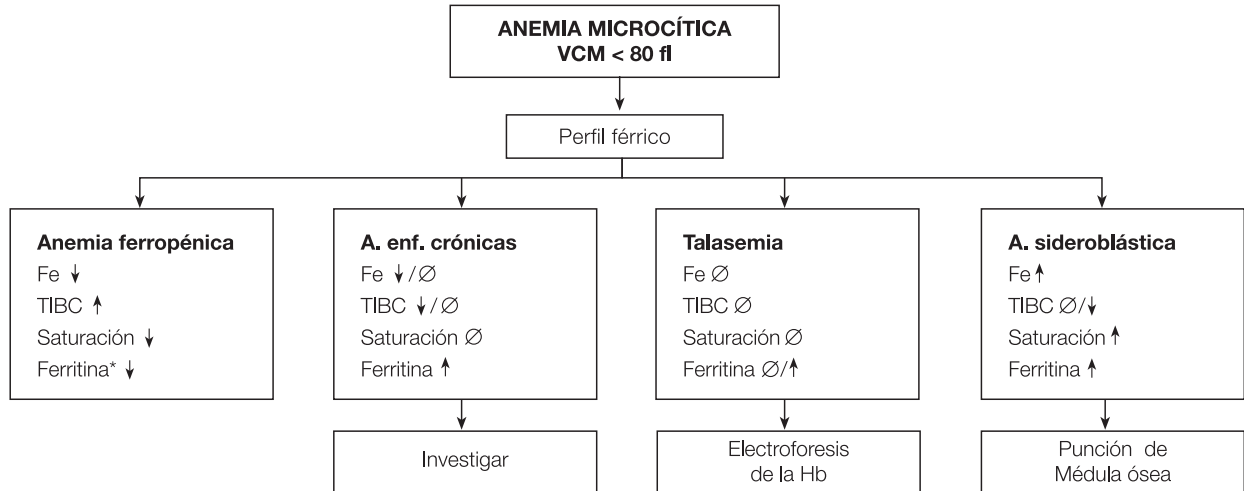 ANEMIA MICROCÍTICA
VCM < 80 fl
Perfil férrico
Anemia ferropénica
Fe ↓
TIBC ↑
Saturación ↓
Ferritina* ↓
A. enf. crónicas
Fe ↓/∅
TIBC ↓/∅
Saturación ∅
Ferritina ↑
Investigar
Talasemia
Fe ∅
TIBC ∅
Saturación ∅
Ferritina ∅/↑
Electroforesis
de la Hb
A. sideroblástica
Fe ↑
TIBC ∅/↓
Saturación ↑
Ferritina ↑
Punción de
Médula ósea